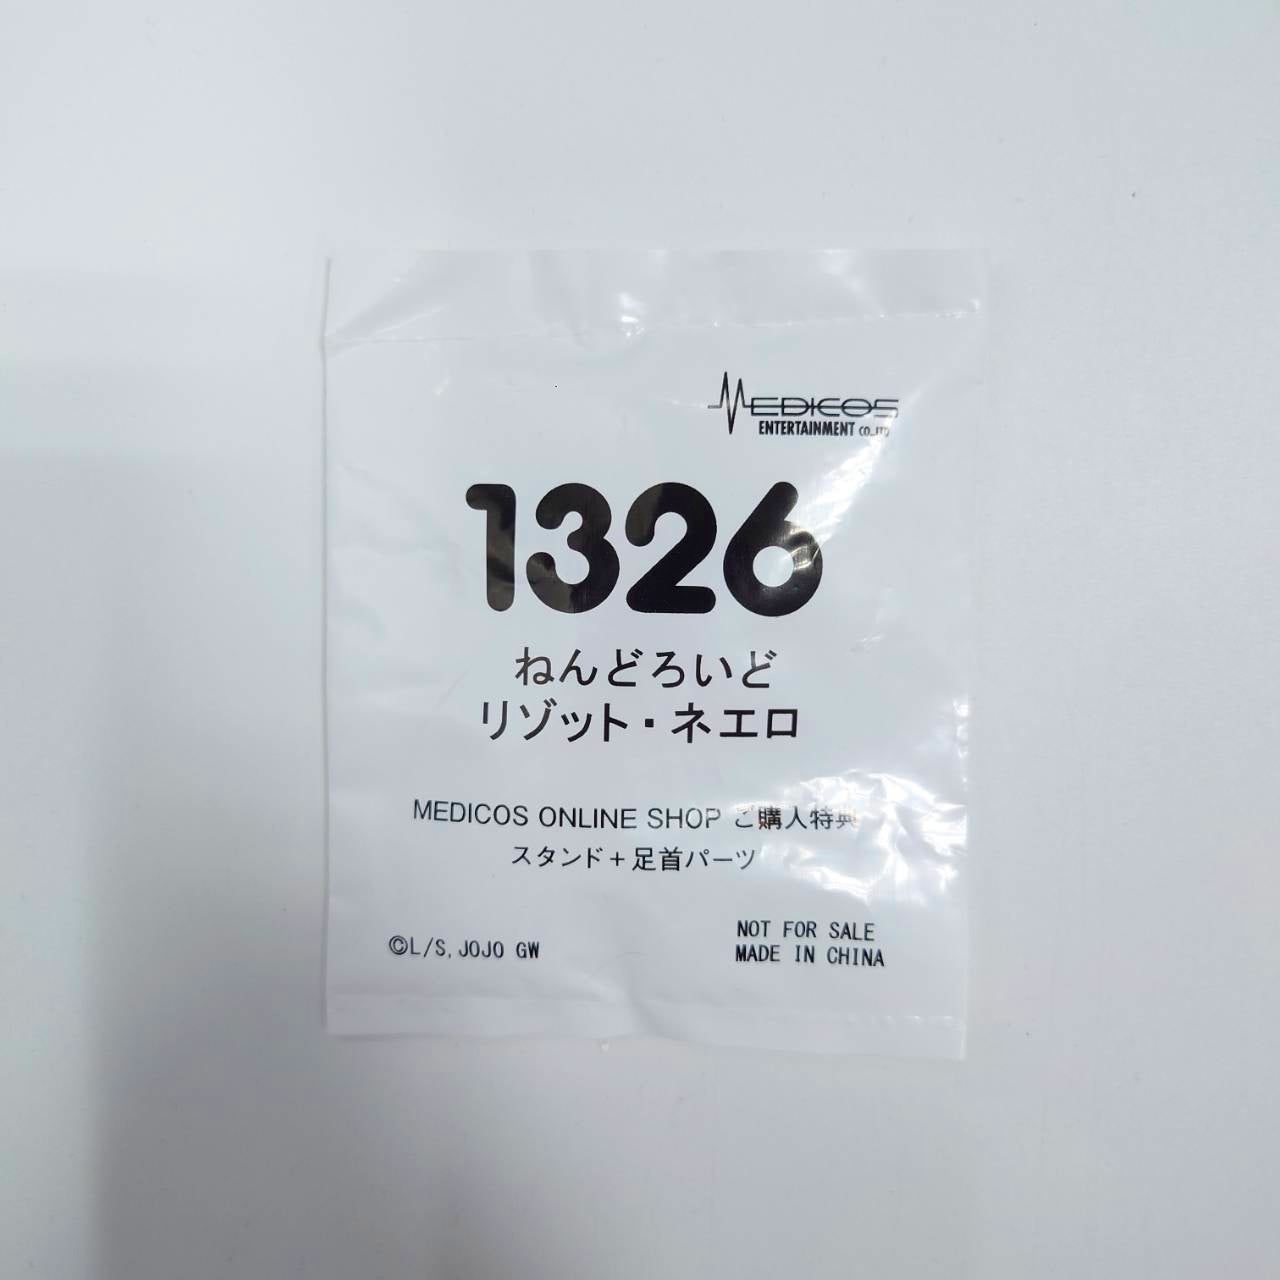 MEDICOS
ENTERTAINMENT CO.,LTD
1326
ねんどろいど
リゾット・ネエロ
MEDICOS ONLINE SHOP ご購入特典
スタンド+足首パーツ
©L/S, JOJO GW
NOT FOR SALE
MADE IN CHINA